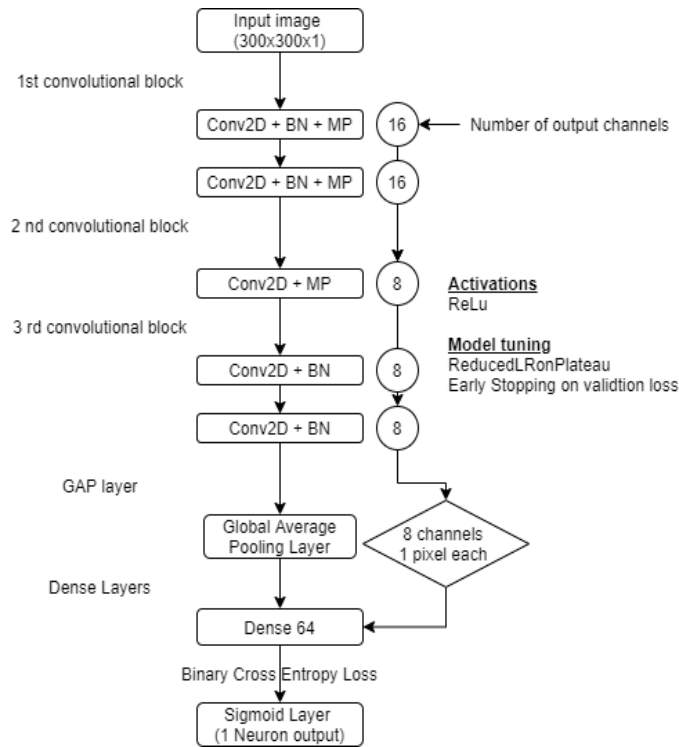 Input image
(300x300x1)
1st convolutional block
Conv2D + BN + MP
16
Number of output channels
Conv2D + BN + MP
16
2 nd convolutional block
Conv2D + MP
8
Activations
ReLu
3 rd convolutional block
Model tuning
ReducedLRonPlateau
Early Stopping on validtion loss
Conv2D + BN
8
Conv2D + BN
8
GAP layer
Global Average
Pooling Layer
8 channels
1 pixel each
Dense Layers
Dense 64
Binary Cross Entropy Loss
Sigmoid Layer
(1 Neuron output)